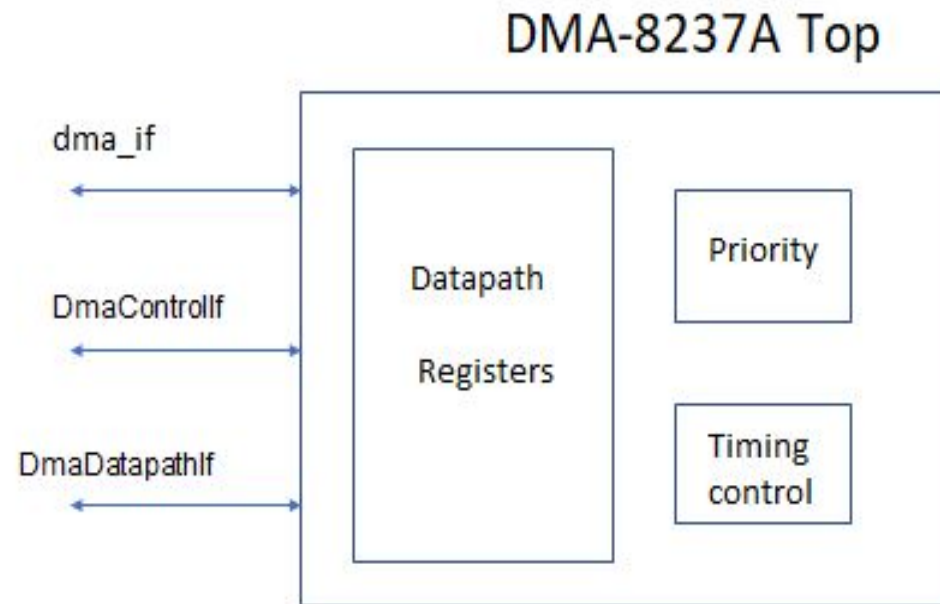 DMA-8237A Top
dma_if
DmaControlIf
DmaDatapathIf
Datapath
Registers
Priority
Timing
control